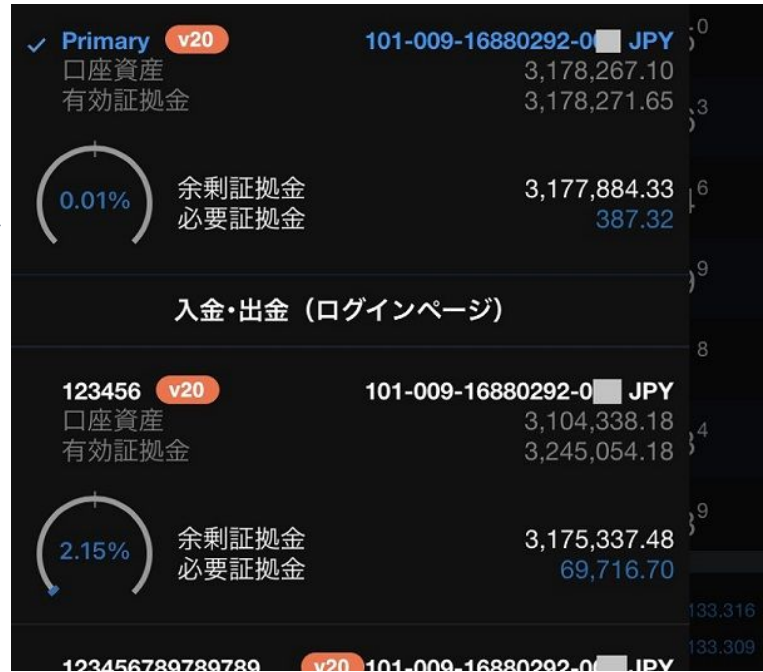 Primary v20 101-009-16880292-0 JPY
口座資産 3,178,267.10
有効証拠金 3,178,271.65
0.01%
余剰証拠金 3,177,884.33
必要証拠金 387.32
入金・出金（ログインページ）
123456 v20 101-009-16880292-0 JPY
口座資産 3,104,338.18
有効証拠金 3,245,054.18
2.15%
余剰証拠金 3,175,337.48
必要証拠金 69,716.70
133.316
133.309
123456789789789 v20 101-009-16880292-0 JPY